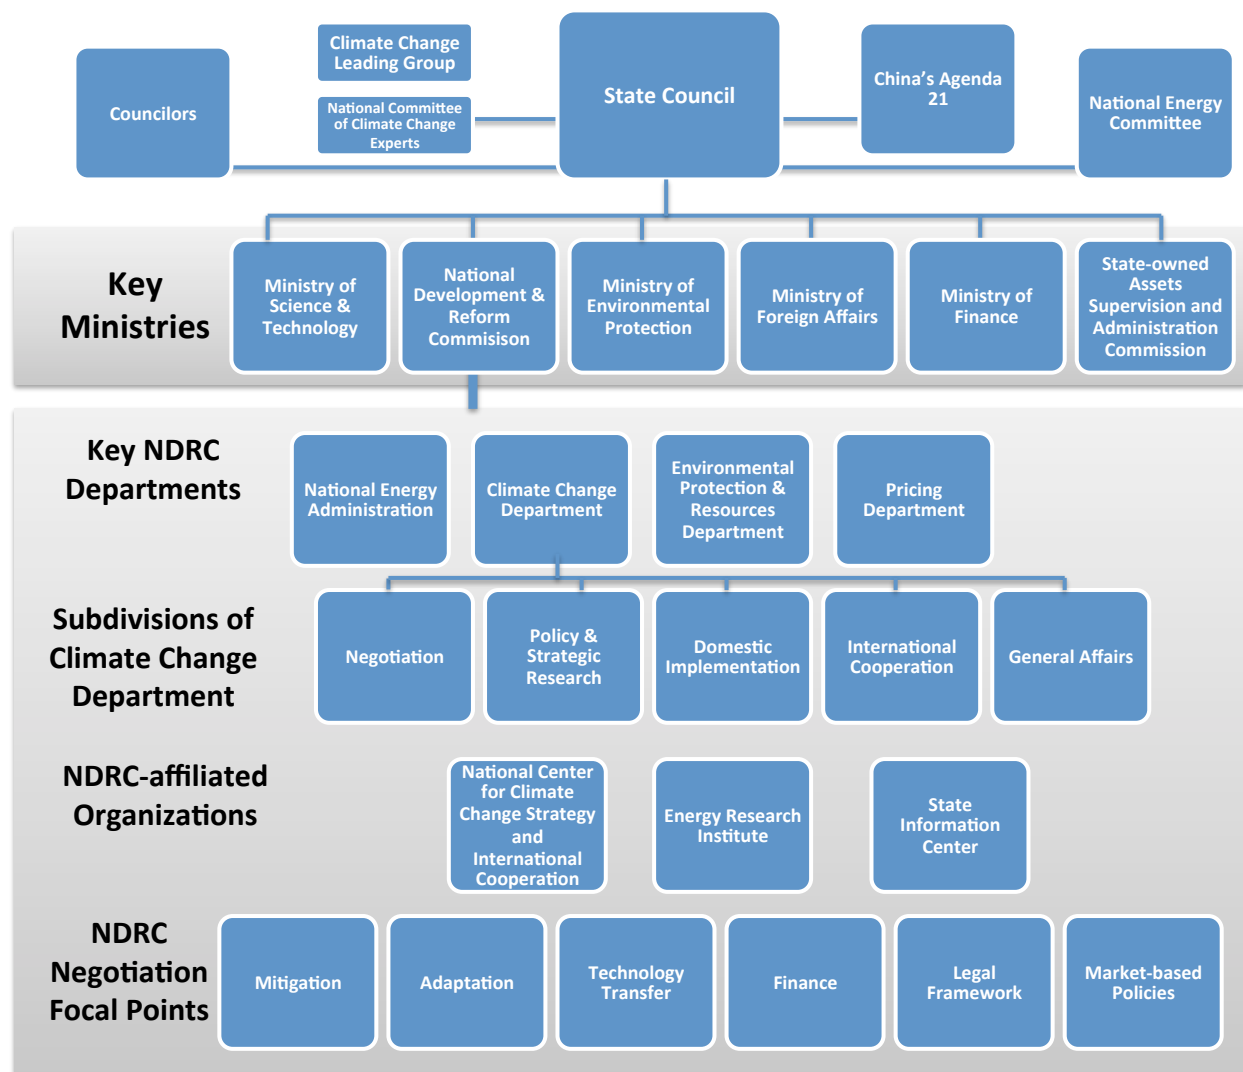 Councilors
Climate Change
Leading Group
National Committee
of Climate Change
Experts
State Council
China's Agenda
21
National Energy
Committee
Key
Ministries
Ministry of
Science &
Technology
National
Development &
Reform
Commisison
Ministry of
Environmental
Protection
Ministry of
Foreign Affairs
Ministry of
Finance
State-owned
Assets
Supervision and
Administration
Commission
Key NDRC
Departments
National Energy
Administration
Climate Change
Department
Environmental
Protection &
Resources
Department
Pricing
Department
Subdivisions of
Climate Change
Department
Negotiation
Policy &
Strategic
Research
Domestic
Implementation
International
Cooperation
General Affairs
NDRC-affiliated
Organizations
National Center
for Climate
Change Strategy
and
International
Cooperation
Energy Research
Institute
State
Information
Center
NDRC
Negotiation
Focal Points
Mitigation
Adaptation
Technology
Transfer
Finance
Legal
Framework
Market-based
Policies